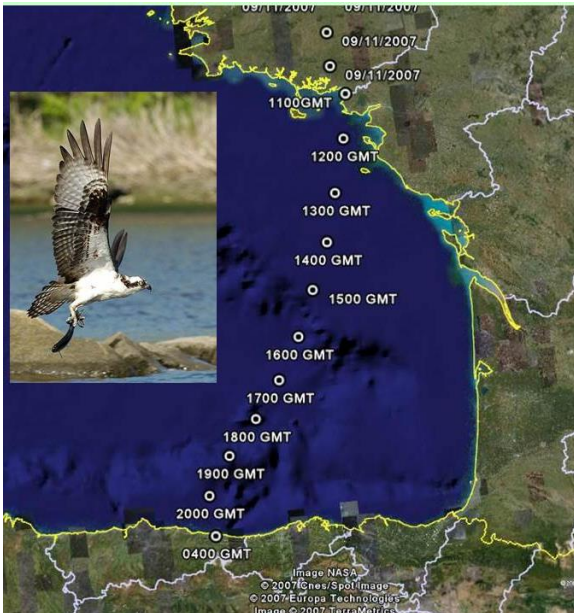 09/11/2007 09/11/2007
09/11/2007
09/11/2007
1100GMT
1200 GMT
1300 GMT
1400 GMT
1500 GMT
1600 GMT
1700 GMT
1800 GMT
1900 GMT
2000 GMT
0400 GMT
Image NASA
© 2007 Cnes/Spot Image
© 2007 Europa Technologies
Image © 2007 TerraMetrics